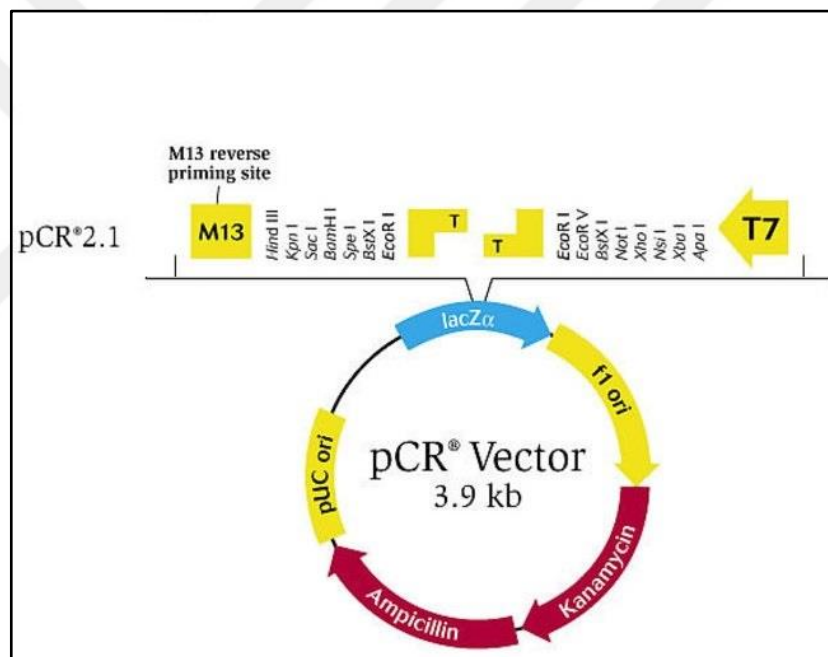 M13 reverse
priming site
pCR®2.1
M13
Hind III
Kpn I
Sac I
BamH I
Spe I
BstX I
EcoR I
T
T
EcoR I
EcoR V
BstX I
Not I
Xho I
Nsi I
Xba I
Apa I
T7
lacZα
f1 ori
Kanamycin
Ampicillin
pUC ori
pCR® Vector
3.9 kb